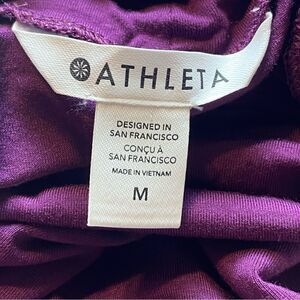 ATHLETA
DESIGNED IN
SAN FRANCISCO
CONÇU À
SAN FRANCISCO
MADE IN VIETNAM
M